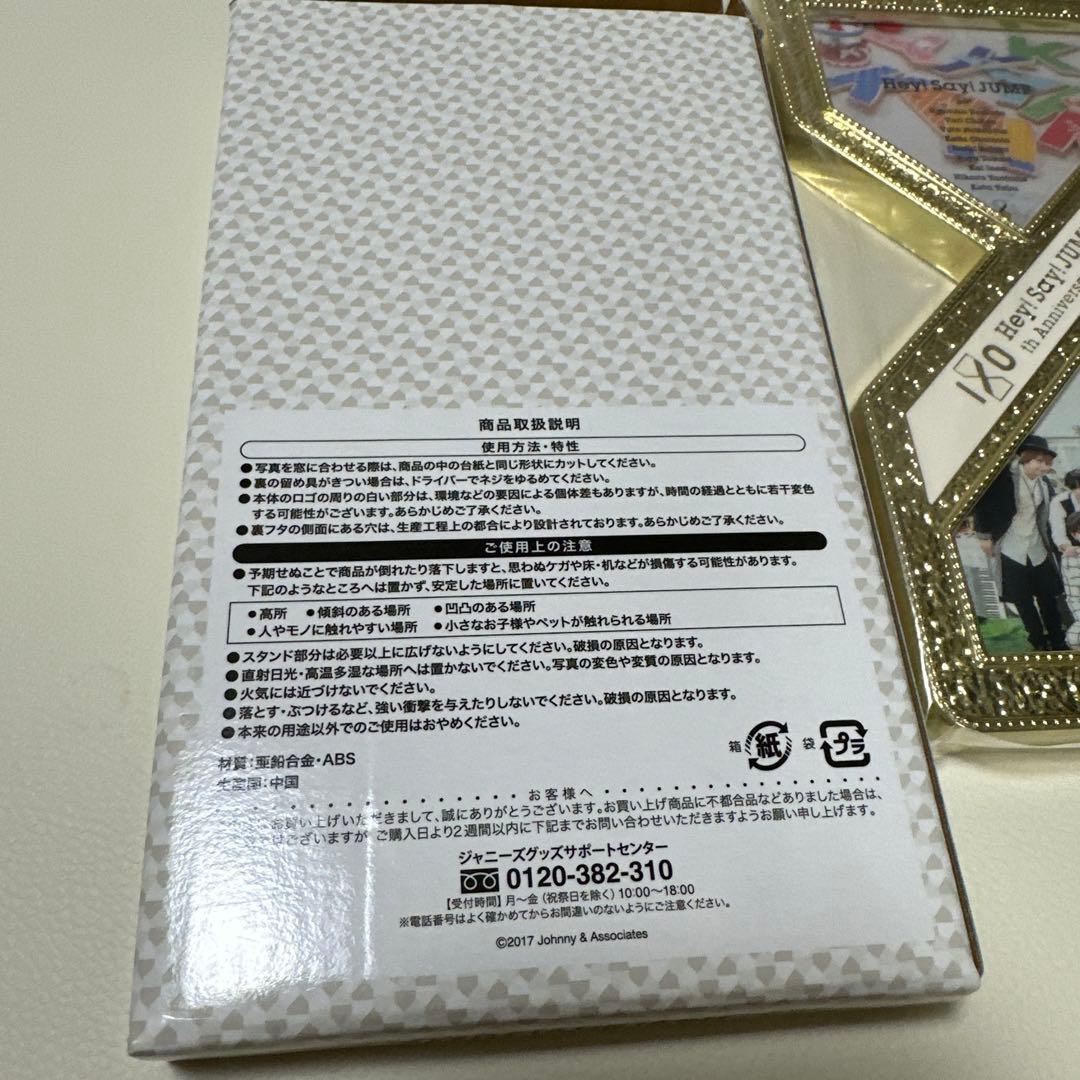 商品取扱説明
使用方法・特性
●写真を窓に合わせる際は、商品の中の台紙と同じ形状にカットしてください。
●裏の留め具がきつい場合は、ドライバーでネジをゆるめてください。
●本体のロゴの周りの白い部分は、環境などの要因による個体差もありますが、時間の経過とともに若干変色
する可能性がございます。あらかじめご了承ください。
●裏フタの側面にある穴は、生産工程上の都合により設計されております。あらかじめご了承ください。
ご使用上の注意
●予期せぬことで商品が倒れたり落下しますと、思わぬケガや床・机などが損傷する可能性があります。
下記のようなところへは置かず、安定した場所に置いてください。
●高所 ●傾斜のある場所 ●凹凸のある場所
●人やモノに触れやすい場所 ●小さなお子様やペットが触れられる場所
●スタンド部分は必要以上に広げないようにしてください。破損の原因となります。
●直射日光・高温多湿な場所へは置かないでください。写真の変色や変質の原因となります。
●火気には近づけないでください。
●落とす・ぶつけるなど、強い衝撃を与えたりしないでください。破損の原因となります。
●本来の用途以外でのご使用はおやめください。
箱 紙 袋 プラ
材質:亜鉛合金・ABS
生産国:中国
お客様へ
お買い上げいただきまして、誠にありがとうございます。お買い上げ商品に不都合品などありました場合は、
ございますが、ご購入日より2週間以内に下記までお問い合わせいただきますようお願い申し上げます。
ジャニーズグッズサポートセンター
0120-382-310
【受付時間】月〜金(祝祭日を除く)10:00〜18:00
※電話番号はよく確かめてからお間違いのないようにご注意ください。
©2017 Johnny & Associates
Hey! Say! JUMP
Hey! Say! JUM
th Annivers